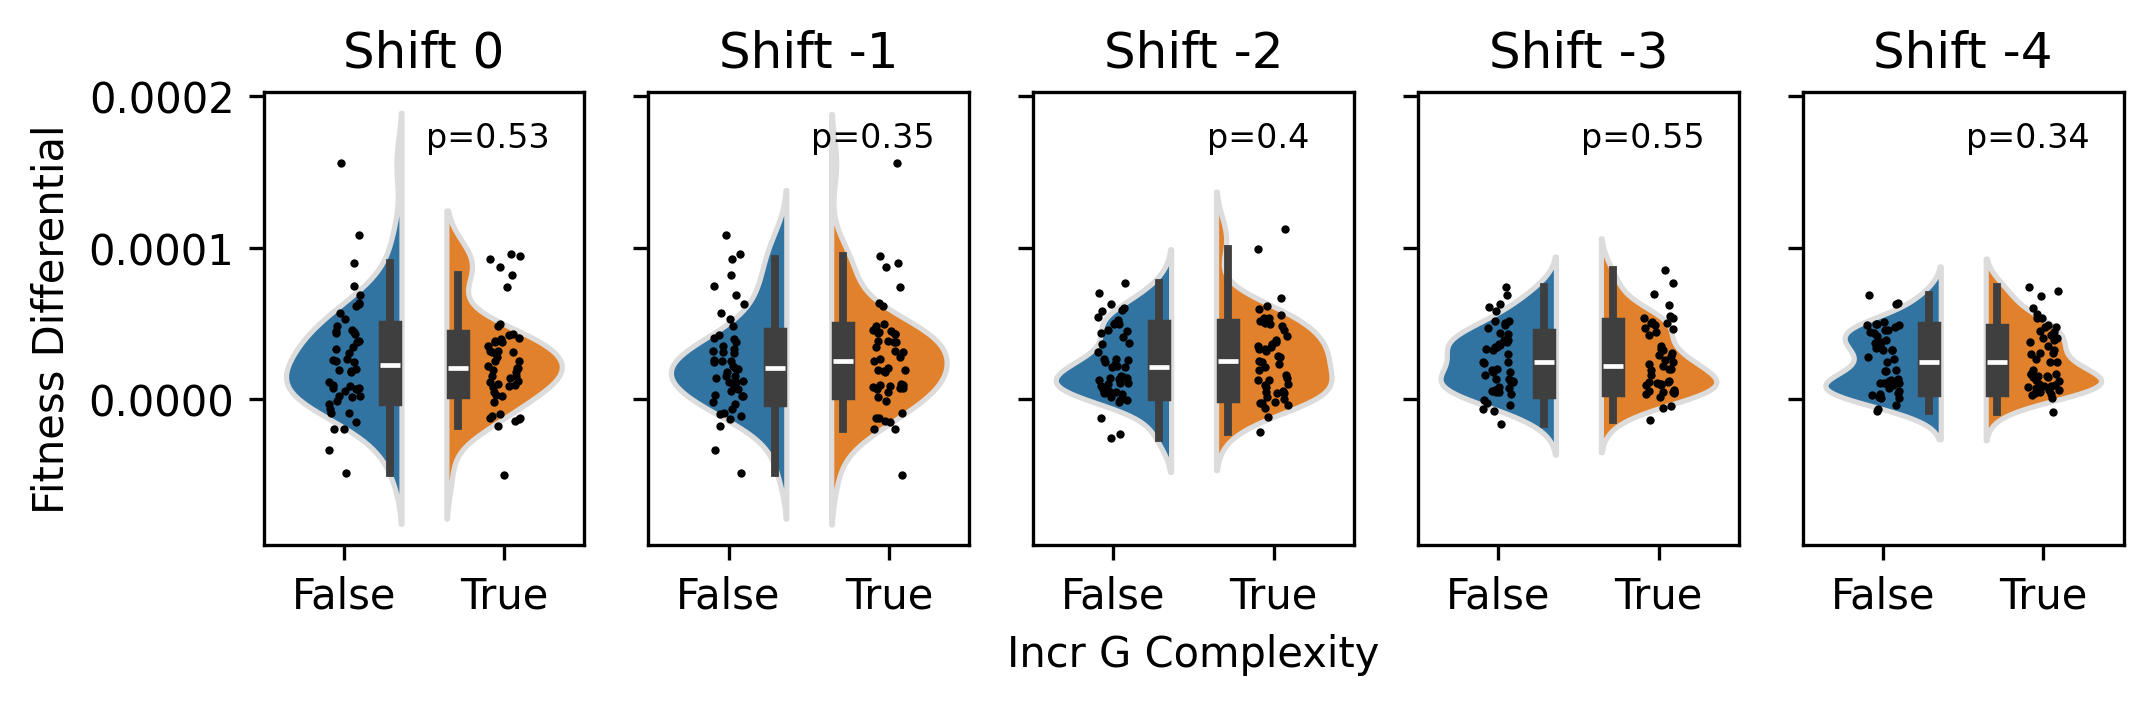 Shift 0
Shift -1
Shift -2
Shift -3
Shift -4
Fitness Differential
0.0002
0.0001
0.0000
p=0.53
p=0.35
p=0.4
p=0.55
p=0.34
False True
False True
False True
False True
False True
Incr G Complexity